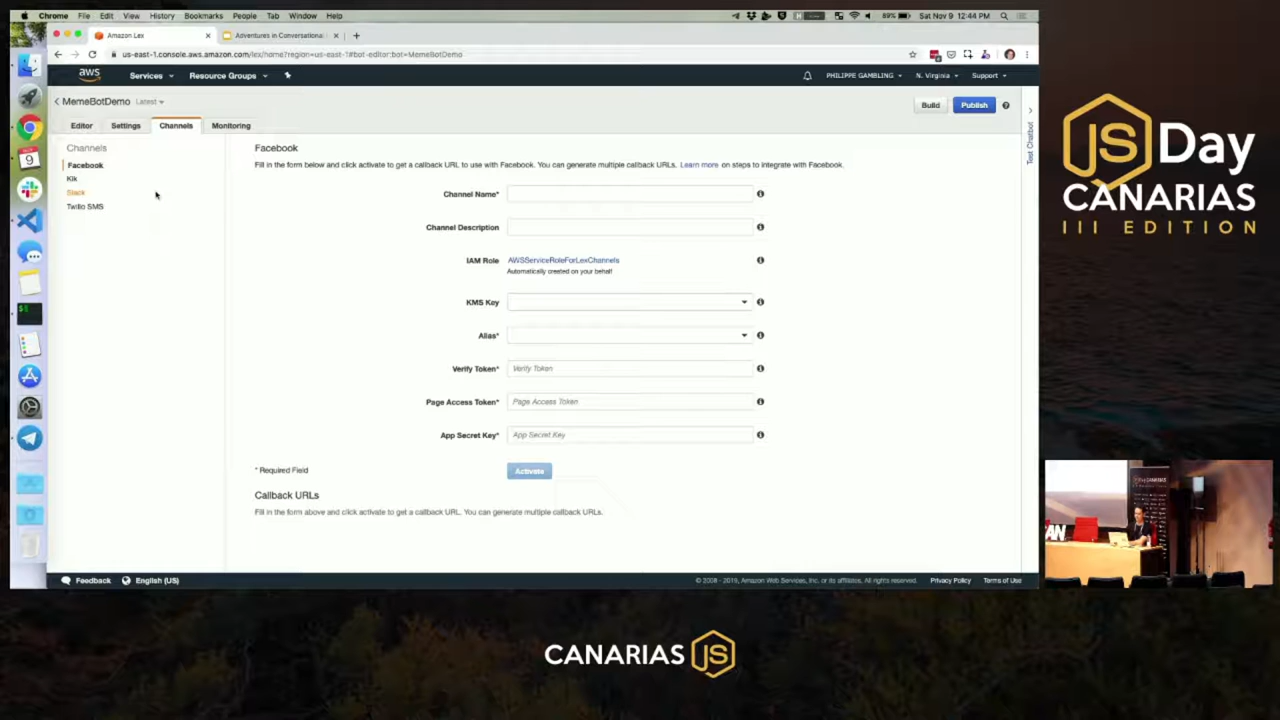 Chrome File Edit View History Bookmarks People Tab Window Help
89% Sat Nov 9 12:44 PM
Amazon Lex
Adventures in Conversational
us-east-1.console.aws.amazon.com/lex/home?region=us-east-1#bot-editor:bot=MemeBotDemo
aws Services Resource Groups PHILIPPE GAMBLING N. Virginia Support
MemeBotDemo Latest
Build Publish
Test Chatbot
Editor Settings Channels Monitoring
Channels
Facebook
Kik
Slack
Twilio SMS
Facebook
Fill in the form below and click activate to get a callback URL to use with Facebook. You can generate multiple callback URLs. Learn more on steps to integrate with Facebook.
Channel Name*
Channel Description
IAM Role AWSServiceRoleForLexChannels
Automatically created on your behalf
KMS Key
Alias*
Verify Token* Verify Token
Page Access Token* Page Access Token
App Secret Key* App Secret Key
* Required Field
Activate
Callback URLs
Fill in the form above and click activate to get a callback URL. You can generate multiple callback URLs.
Feedback English (US)
© 2008 - 2019, Amazon Web Services, Inc. or its affiliates. All rights reserved. Privacy Policy Terms of Use
JS Day
CANARIAS
III EDITION
CANARIAS JS